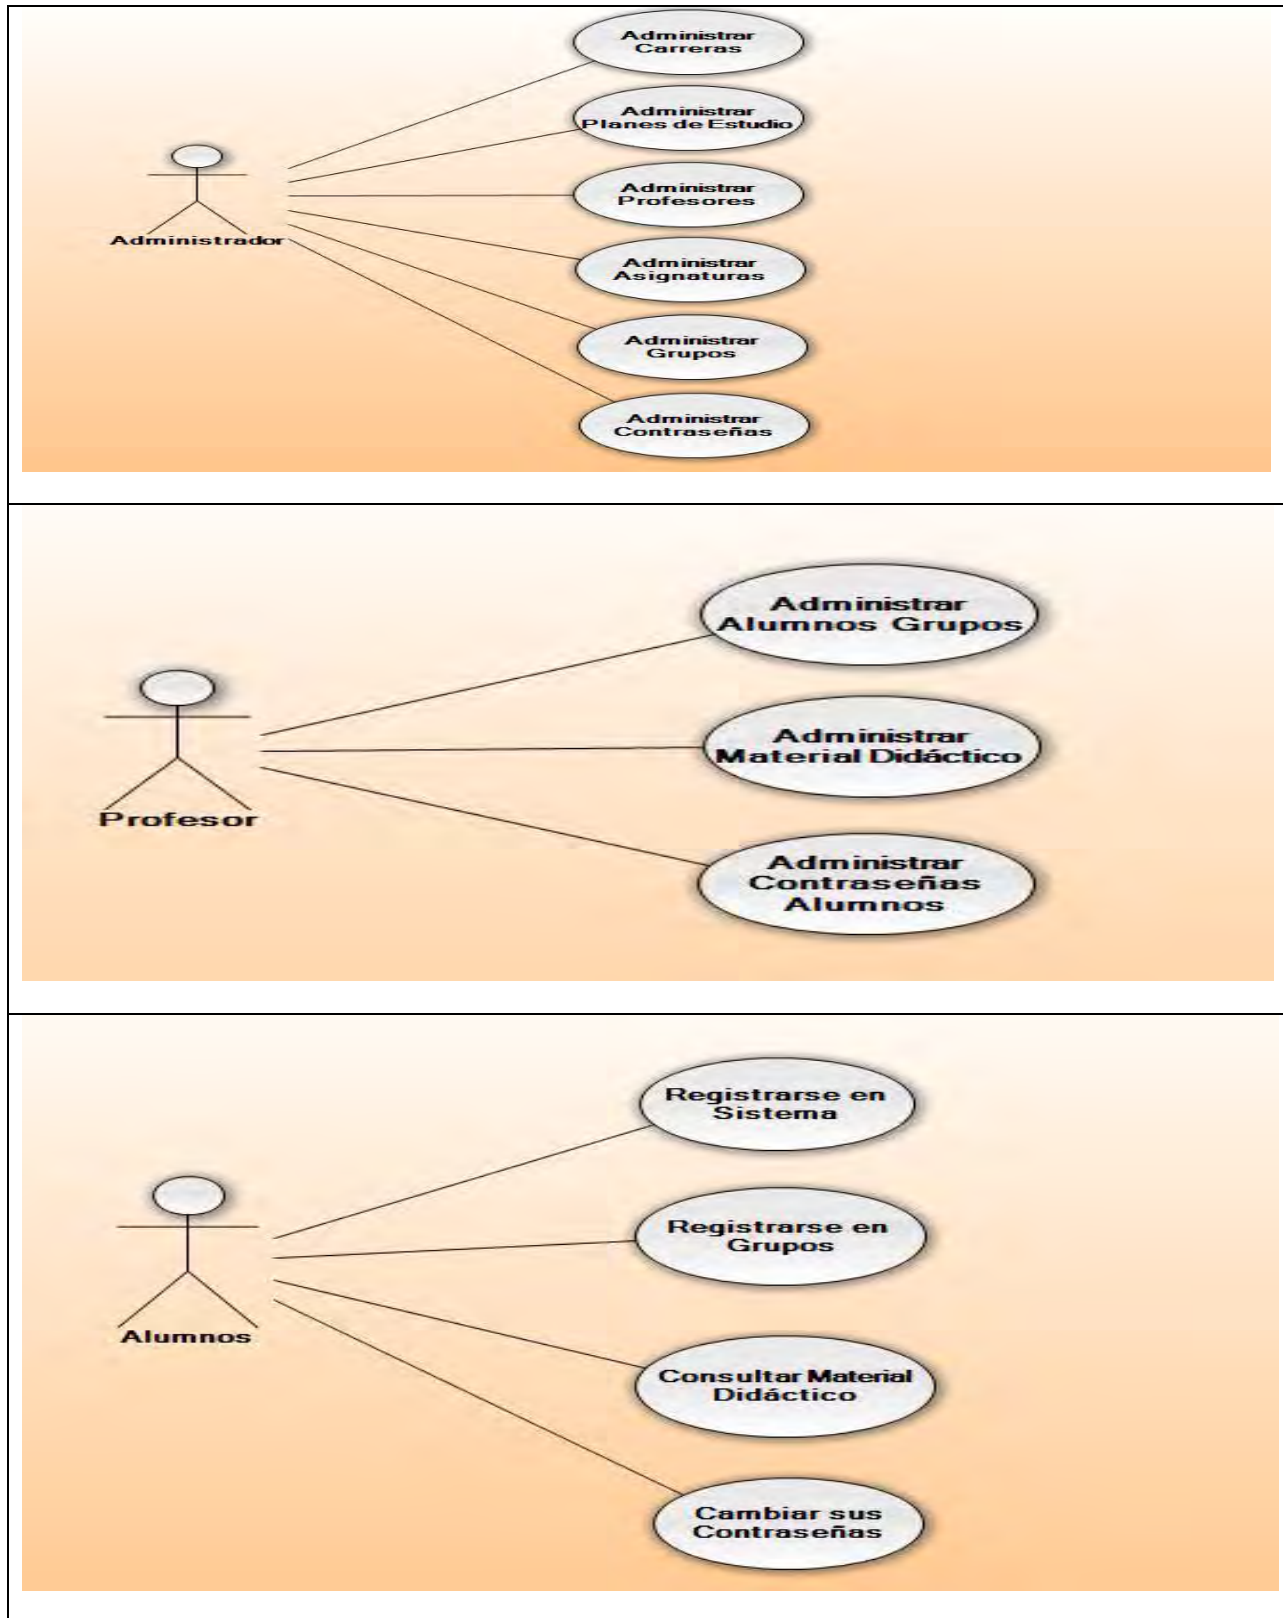 Administrar
Carreras
Administrar
Planes de Estudio
Administrar
Profesores
Administrador
Administrar
Asignaturas
Administrar
Grupos
Administrar
Contraseñas
Administrar
Alumnos Grupos
Administrar
Material Didáctico
Profesor
Administrar
Contraseñas
Alumnos
Registrarse en
Sistema
Registrarse en
Grupos
Alumnos
Consultar Material
Didáctico
Cambiar sus
Contraseñas